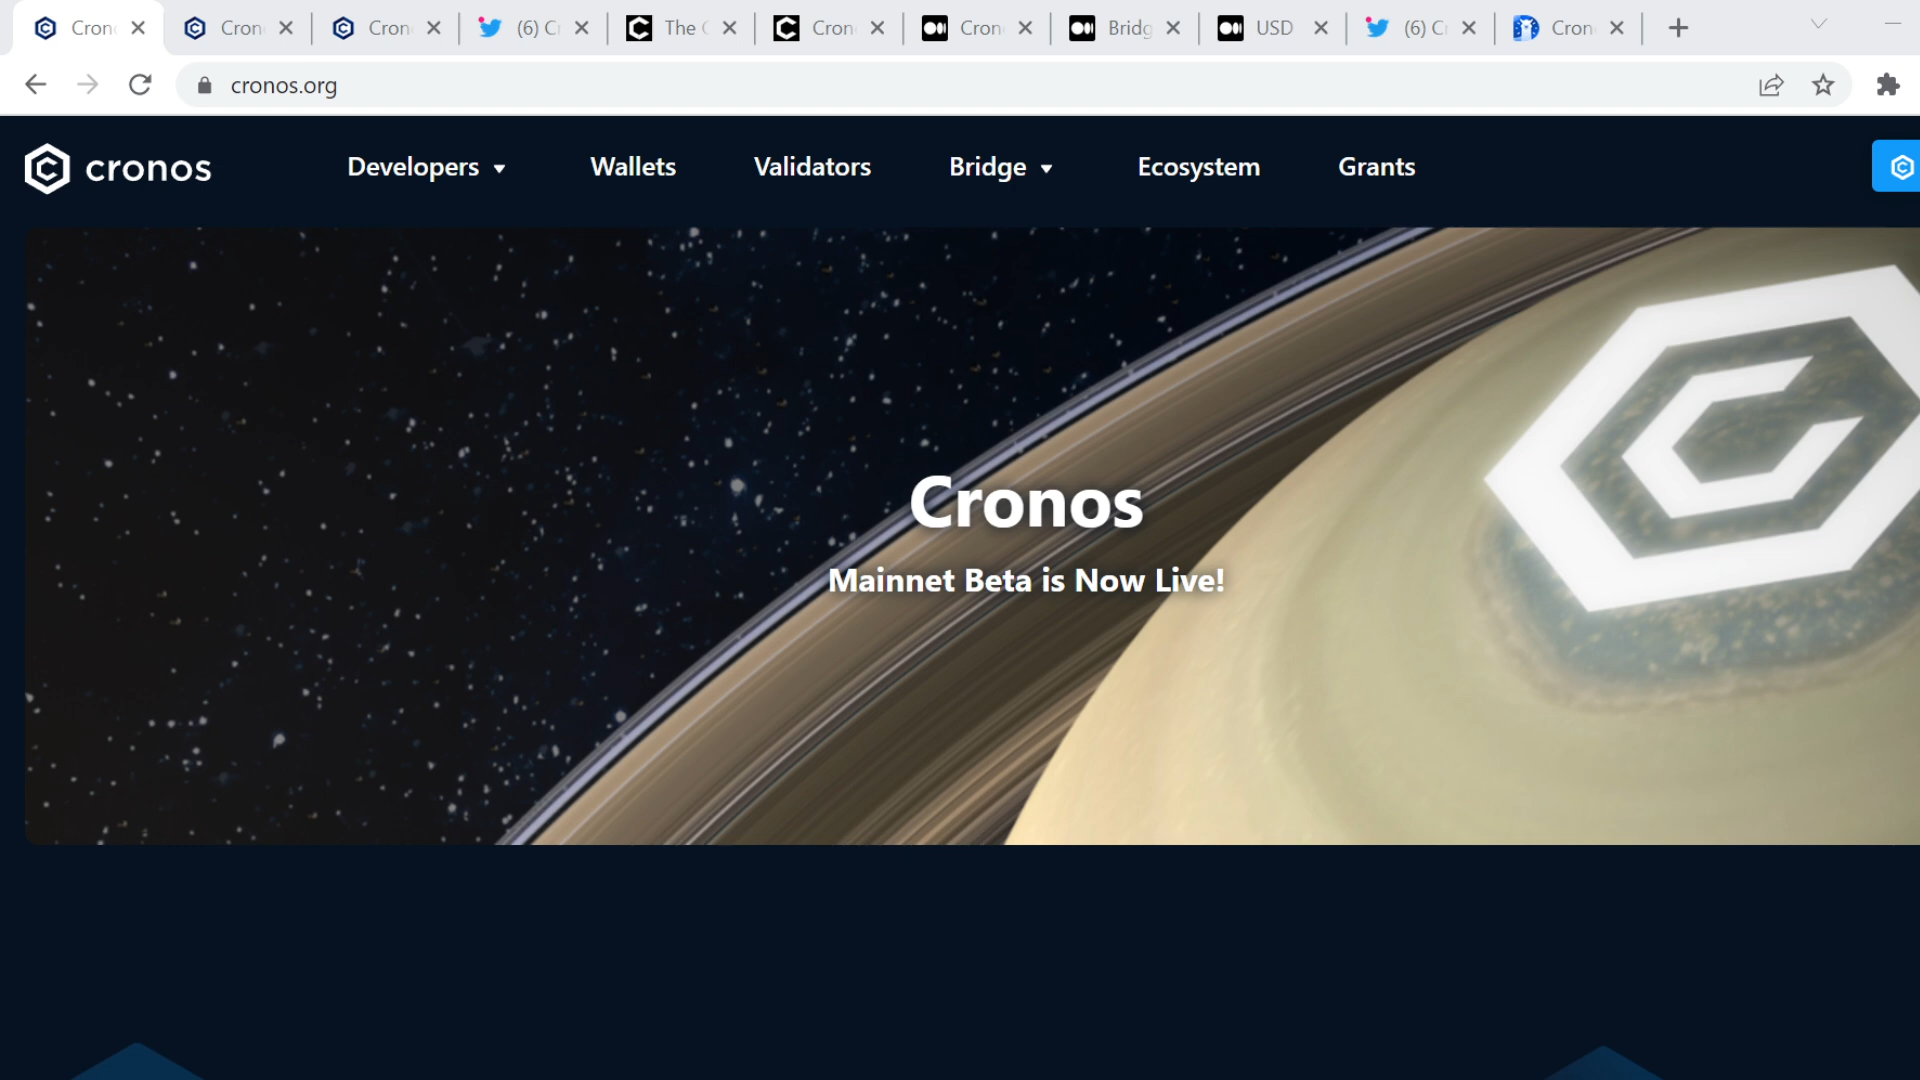 Cron Cron Cron (6) C The Cron Cron Bridg USD (6) C Cron
cronos.org
cronos Developers Wallets Validators Bridge Ecosystem Grants
Cronos
Mainnet Beta is Now Live!